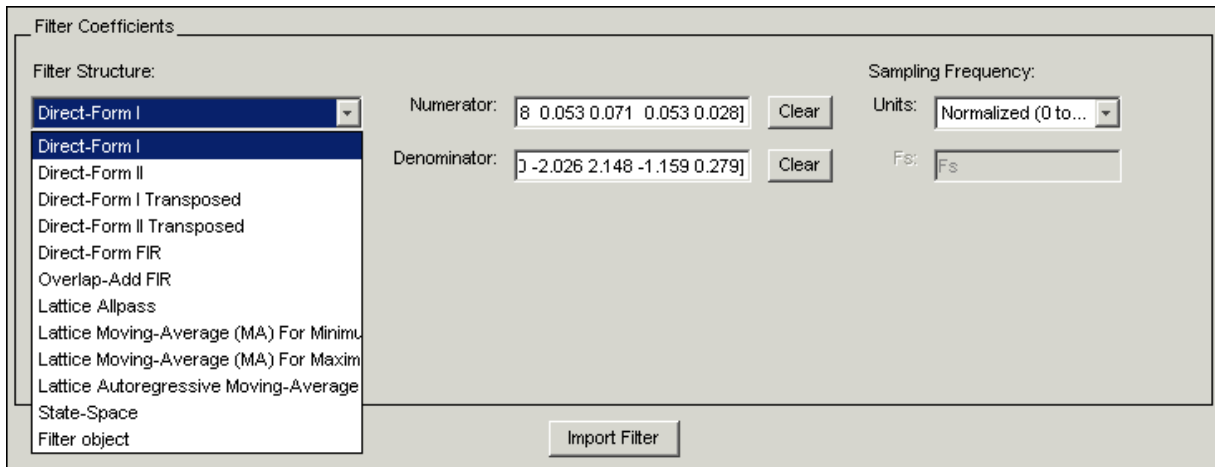 Filter Coefficients
Filter Structure:
Sampling Frequency:
Direct-Form I
Numerator:
8 0.053 0.071 0.053 0.028]
Clear
Units:
Normalized (0 to...
Denominator:
-2.026 2.148 -1.159 0.279]
Clear
Fs:
Fs
Direct-Form I
Direct-Form II
Direct-Form I Transposed
Direct-Form II Transposed
Direct-Form FIR
Overlap-Add FIR
Lattice Allpass
Lattice Moving-Average (MA) For Minimu
Lattice Moving-Average (MA) For Maxim
Lattice Autoregressive Moving-Average
State-Space
Filter object
Import Filter